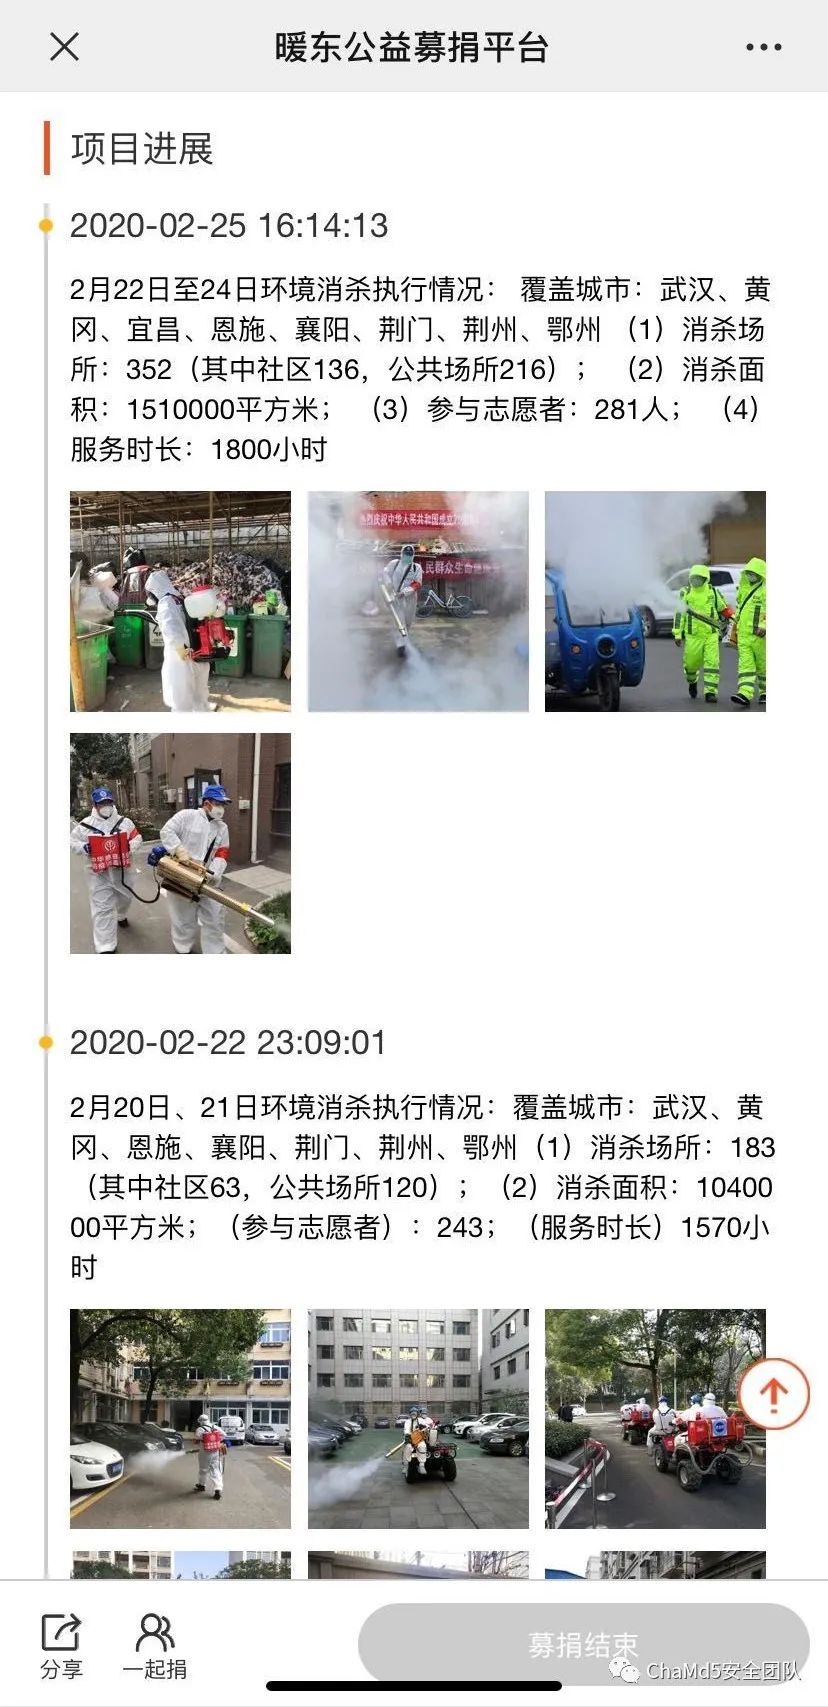 暖东公益募捐平台
项目进展
2020-02-25 16:14:13
2月22日至24日环境消杀执行情况： 覆盖城市：武汉、黄
冈、宜昌、恩施、襄阳、荆门、荆州、鄂州 （1）消杀场
所：352（其中社区136，公共场所216）； （2）消杀面
积：1510000平方米； （3）参与志愿者：281人； （4）
服务时长：1800小时
2020-02-22 23:09:01
2月20日、21日环境消杀执行情况：覆盖城市：武汉、黄
冈、恩施、襄阳、荆门、荆州、鄂州（1）消杀场所：183
（其中社区63，公共场所120）；（2）消杀面积：10400
00平方米；（参与志愿者）：243；（服务时长）1570小
时
分享
一起捐
募捐结束
ChaMd5安全团队